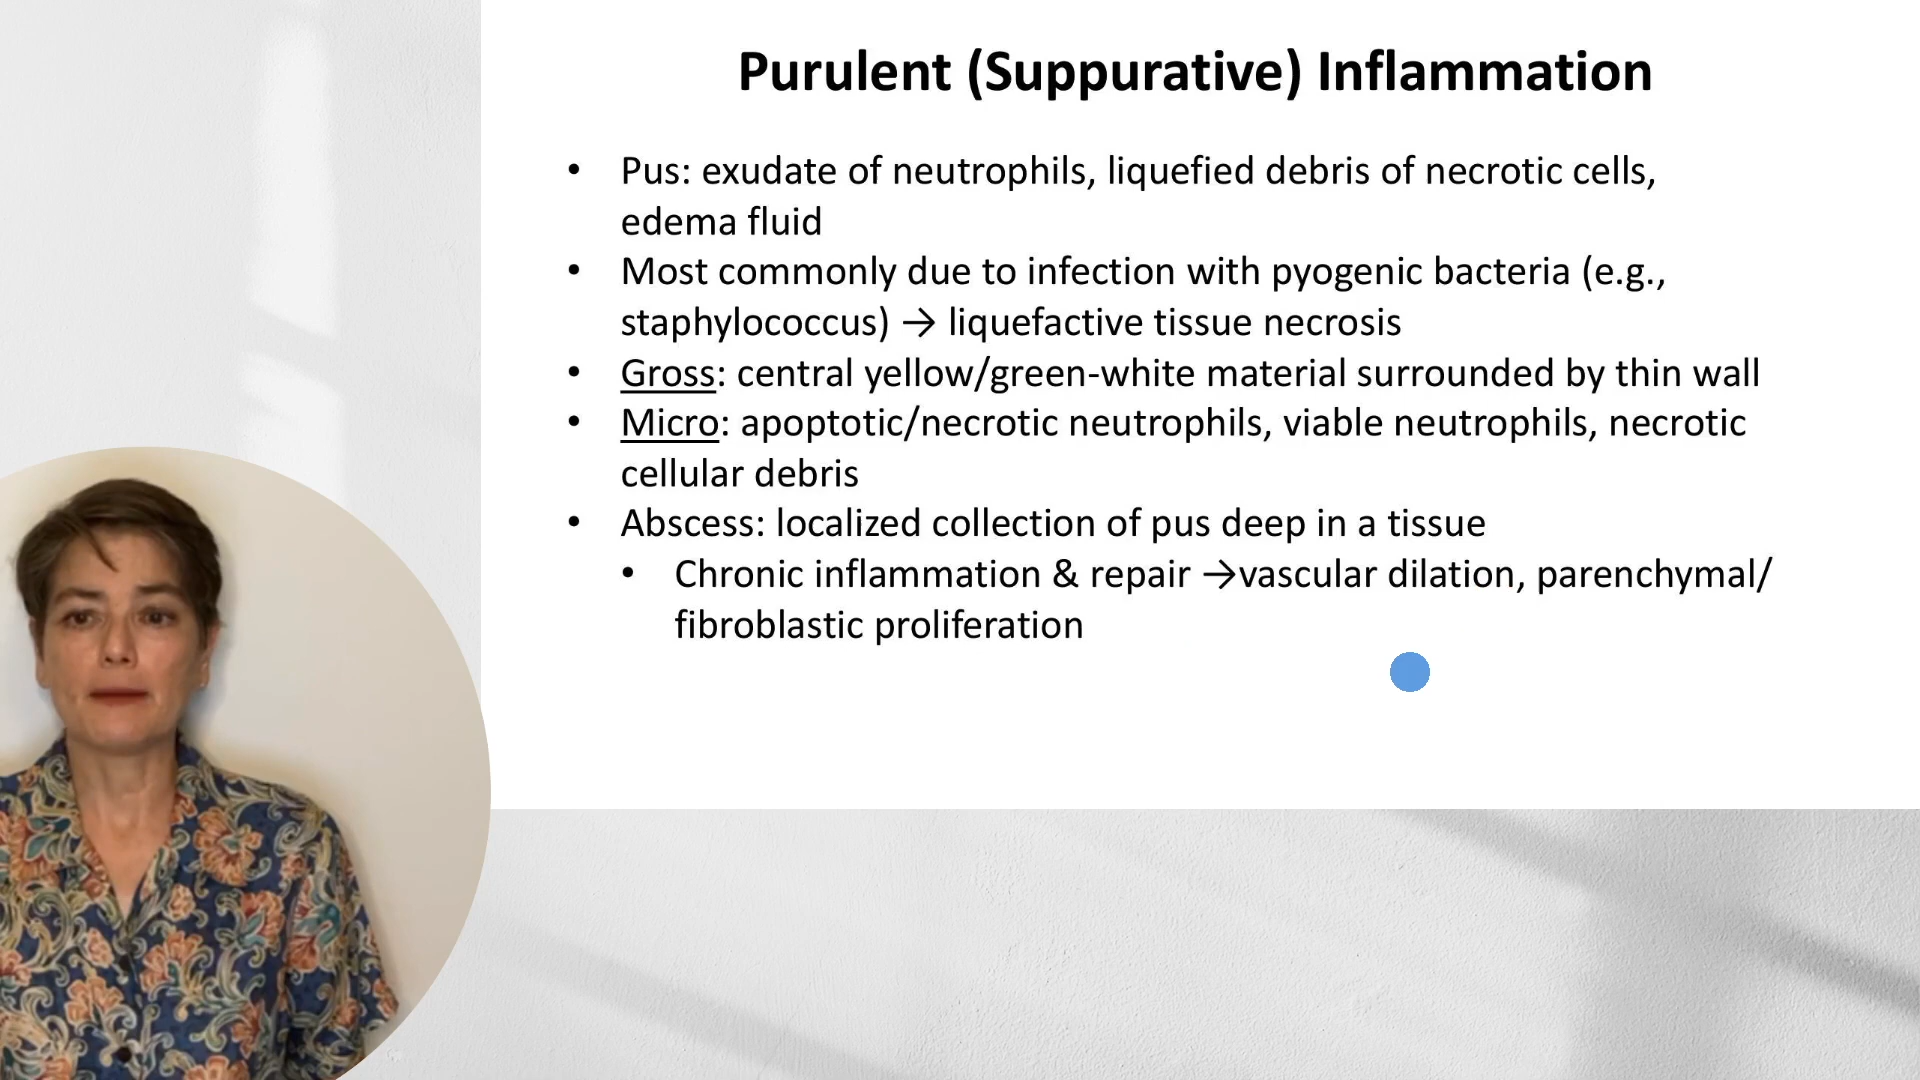 Purulent (Suppurative) Inflammation
• Pus: exudate of neutrophils, liquefied debris of necrotic cells,
edema fluid
• Most commonly due to infection with pyogenic bacteria (e.g.,
staphylococcus) → liquefactive tissue necrosis
• Gross: central yellow/green-white material surrounded by thin wall
• Micro: apoptotic/necrotic neutrophils, viable neutrophils, necrotic
cellular debris
• Abscess: localized collection of pus deep in a tissue
• Chronic inflammation & repair →vascular dilation, parenchymal/
fibroblastic proliferation